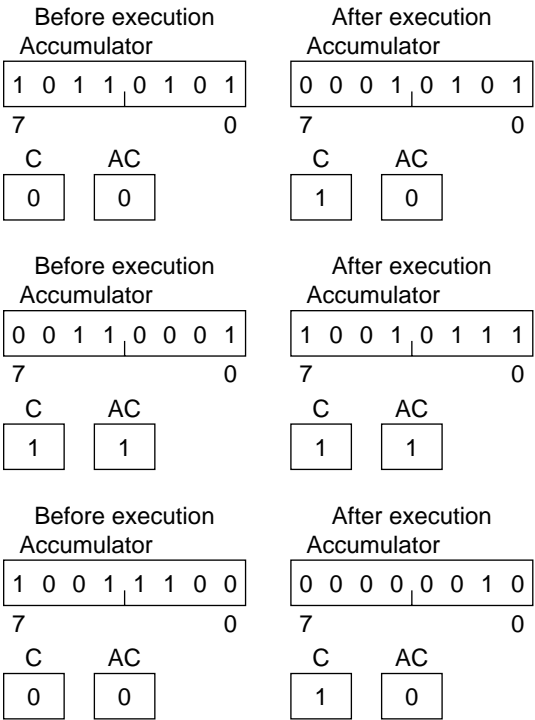 Before execution After execution
Accumulator Accumulator
1 0 1 1 0 1 0 1 0 0 0 1 0 1 0 1
7 0 7 0
C AC C AC
0 0 1 0
Before execution After execution
Accumulator Accumulator
0 0 1 1 0 0 0 1 1 0 0 1 0 1 1 1
7 0 7 0
C AC C AC
1 1 1 1
Before execution After execution
Accumulator Accumulator
1 0 0 1 1 1 0 0 0 0 0 0 0 0 1 0
7 0 7 0
C AC C AC
0 0 1 0